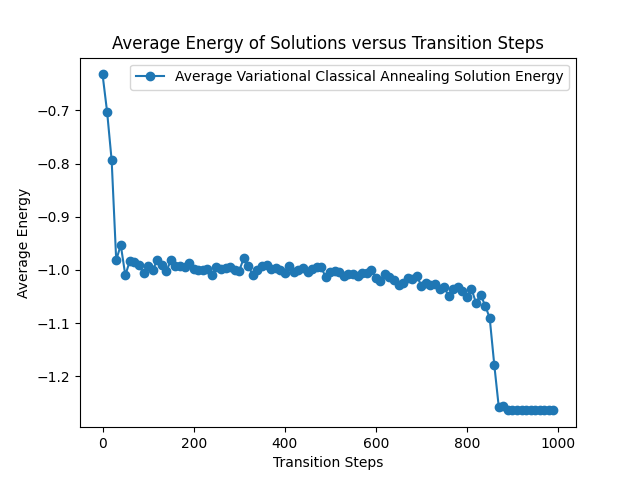 Average Energy of Solutions versus Transition Steps
Average Variational Classical Annealing Solution Energy
Average Energy
−0.7
−0.8
−0.9
−1.0
−1.1
−1.2
0 200 400 600 800 1000
Transition Steps